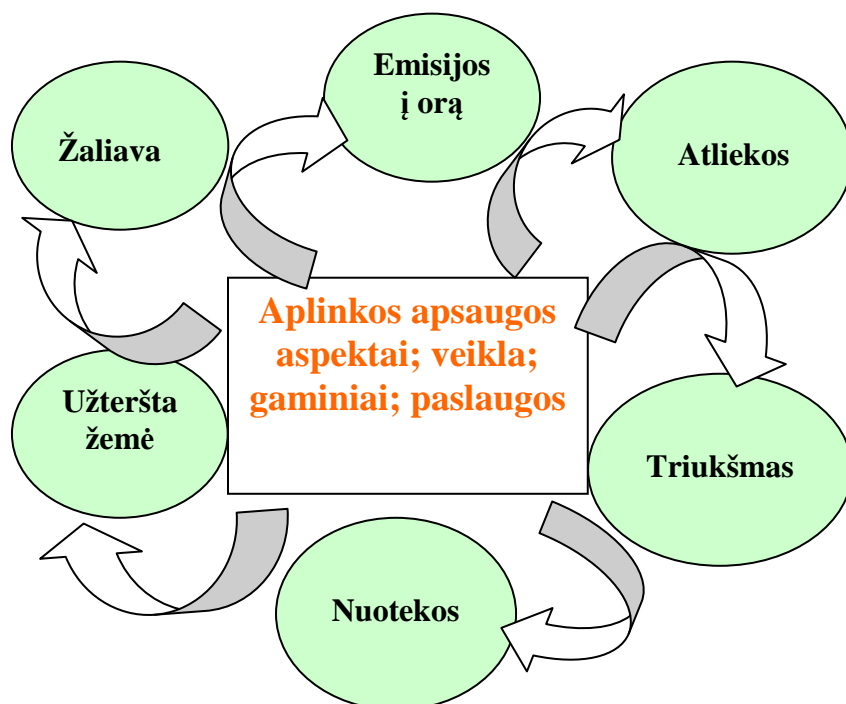 Emisijos
į orą
Žaliava
Atliekos
Aplinkos apsaugos
aspektai; veikla;
gaminiai; paslaugos
Užteršta
žemė
Triukšmas
Nuotekos